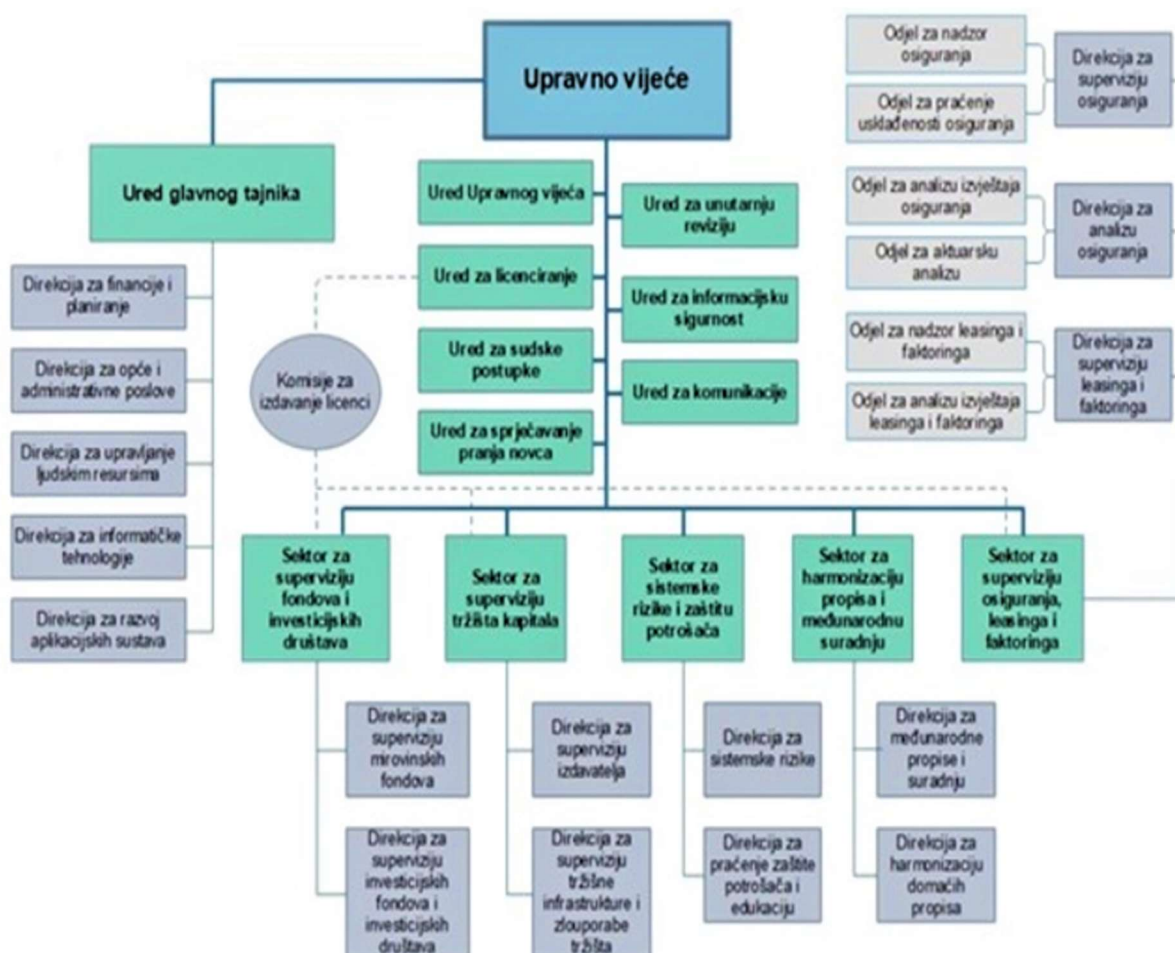 Upravno vijeće
Ured glavnog tajnika
Direkcija za financije i
planiranje
Direkcija za opće i
administrativne poslove
Direkcija za upravljanje
ljudskim resursima
Direkcija za informatičke
tehnologije
Direkcija za razvoj
aplikacijskih sustava
Ured Upravnog vijeća
Ured za unutarnju
reviziju
Ured za licenciranje
Ured za informacijsku
sigurnost
Ured za sudske
postupke
Ured za komunikacije
Ured za sprječavanje
pranja novca
Komisije za
izdavanje licenci
Odjel za nadzor
osiguranja
Odjel za praćenje
usklađenosti osiguranja
Direkcija za
superviziju
osiguranja
Odjel za analizu izvještaja
osiguranja
Odjel za aktuarsku
analizu
Direkcija za
analizu
osiguranja
Odjel za nadzor leasinga i
faktoringa
Odjel za analizu izvještaja
leasinga i faktoringa
Direkcija za
superviziju
leasinga i
faktoringa
Sektor za
superviziju
fondova i
investicijskih
društava
Sektor za
superviziju
tržišta kapitala
Sektor za
sistemske
rizike i zaštitu
potrošača
Sektor za
harmonizaciju
propisa i
međunarodnu
suradnju
Sektor za
superviziju
osiguranja,
leasinga i
faktoringa
Direkcija za
superviziju
mirovinskih
fondova
Direkcija za
superviziju
investicijskih
fondova i
investicijskih
društava
Direkcija za
superviziju
izdavatelja
Direkcija za
superviziju
tržišne
infrastrukture i
zlouporabe
tržišta
Direkcija za
sistemske rizike
Direkcija za
praćenje zaštite
potrošača i
edukaciju
Direkcija za
međunarodne
propise i
suradnju
Direkcija za
harmonizaciju
domaćih
propisa